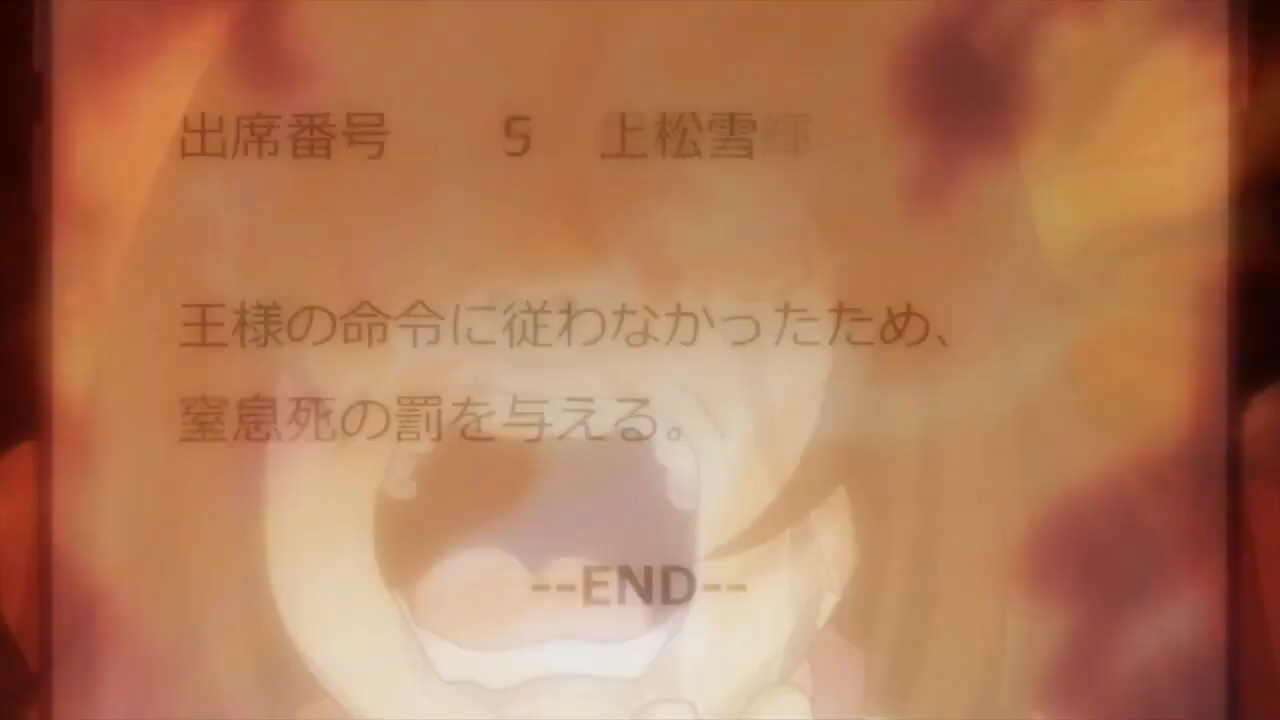 出席番号 5 上松雪輝
王様の命令に従わなかったため、
窒息死の罰を与える。
--END--